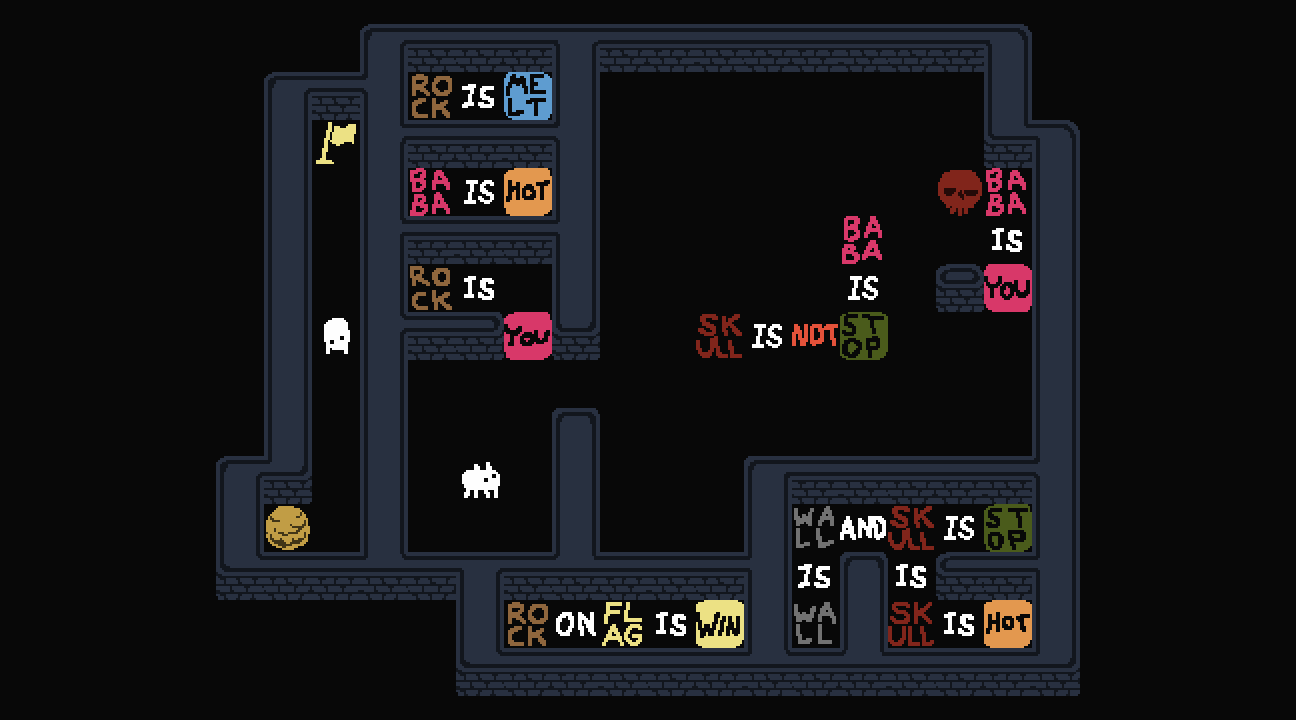 ROCK IS MELT
BABA IS HOT
BABA
IS
YOU
BABA
IS
ROCK IS
YOU
SKULL IS NOT STOP
WALL AND SKULL IS STOP
IS IS
WALL SKULL IS HOT
ROCK ON FLAG IS WIN